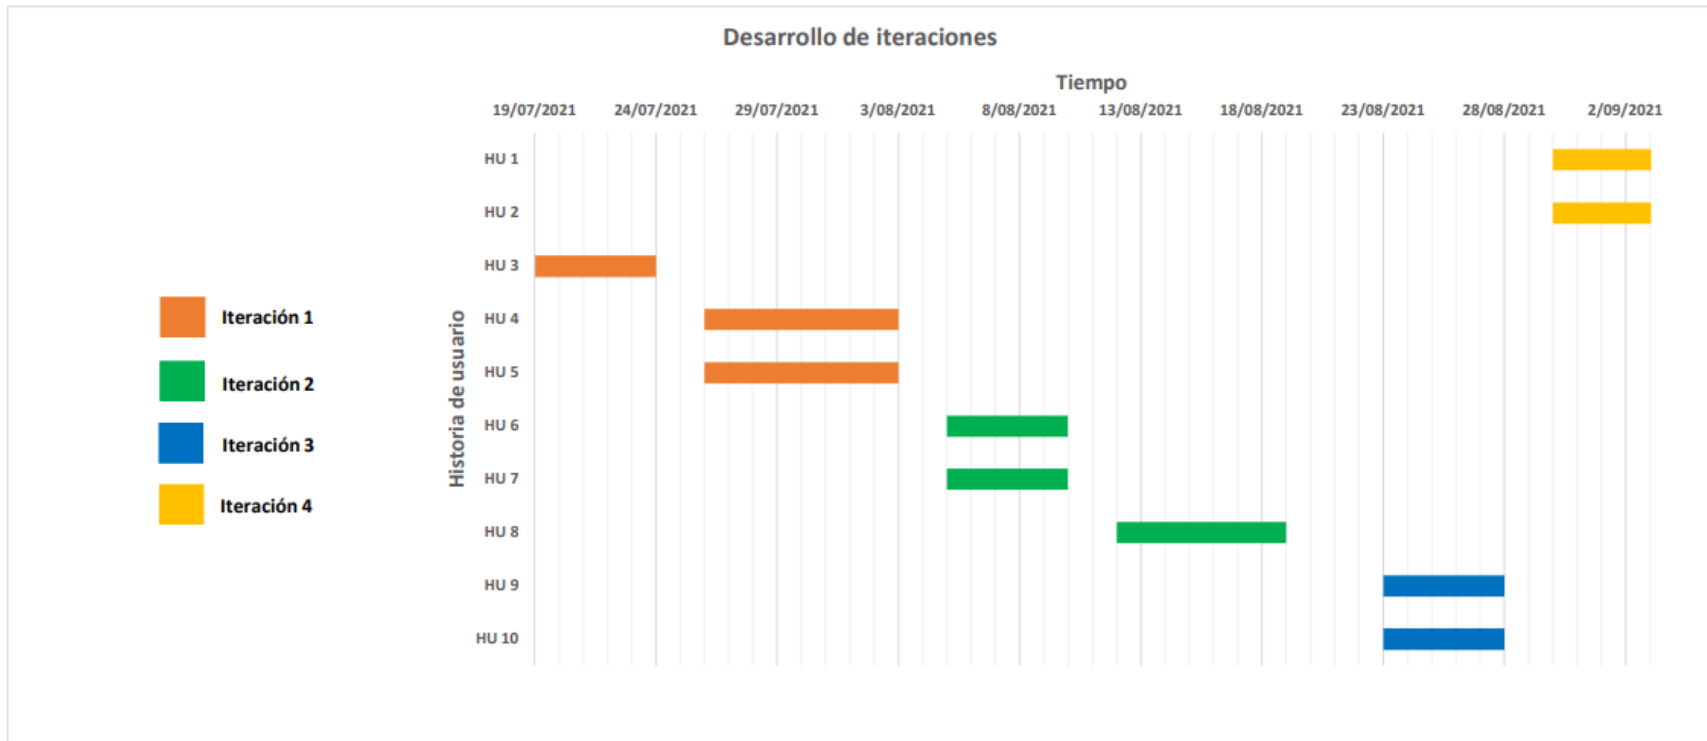 Desarrollo de iteraciones
Tiempo
19/07/2021 24/07/2021 29/07/2021 3/08/2021 8/08/2021 13/08/2021 18/08/2021 23/08/2021 28/08/2021 2/09/2021
Historia de usuario
HU 1
HU 2
HU 3
HU 4
HU 5
HU 6
HU 7
HU 8
HU 9
HU 10
Iteración 1
Iteración 2
Iteración 3
Iteración 4